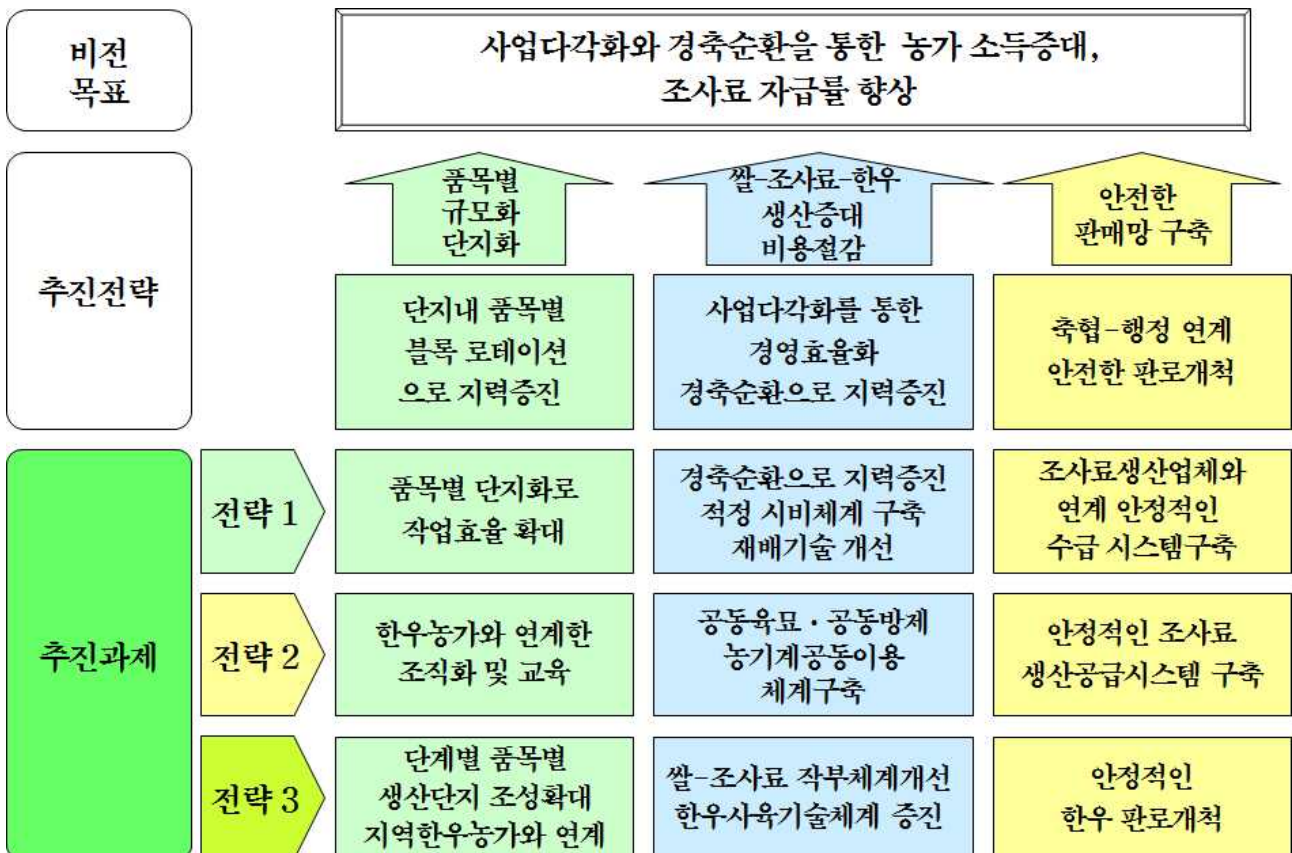 비전
목표
사업다각화와 경축순환을 통한 농가 소득증대,
조사료 자급률 향상
추진전략
품목별
규모화
단지화
쌀-조사료-한우
생산증대
비용절감
안전한
판매망 구축
단지내 품목별
블록 로테이션
으로 지력증진
사업다각화를 통한
경영효율화
경축순환으로 지력증진
축협-행정 연계
안전한 판로개척
추진과제
전략 1
품목별 단지화로
작업효율 확대
경축순환으로 지력증진
적정 시비체계 구축
재배기술 개선
조사료생산업체와
연계 안정적인
수급 시스템구축
전략 2
한우농가와 연계한
조직화 및 교육
공동육묘·공동방제
농기계공동이용
체계구축
안정적인 조사료
생산공급시스템 구축
전략 3
단계별 품목별
생산단지 조성확대
지역한우농가와 연계
쌀-조사료 작부체계개선
한우사육기술체계 증진
안정적인
한우 판로개척